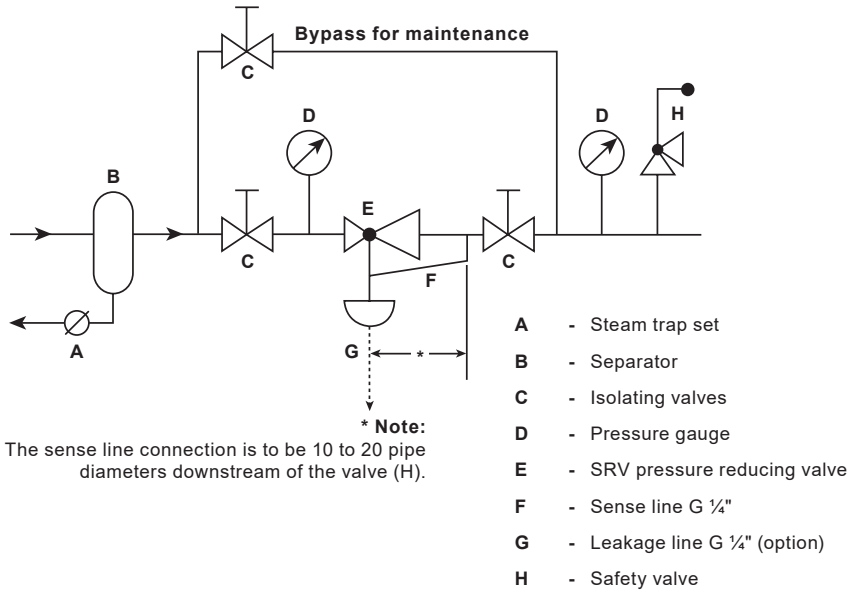 Bypass for maintenance
C
D
D
H
B
E
C
C
F
A
G
*
* Note:
The sense line connection is to be 10 to 20 pipe
diameters downstream of the valve (H).
A - Steam trap set
B - Separator
C - Isolating valves
D - Pressure gauge
E - SRV pressure reducing valve
F - Sense line G ¼"
G - Leakage line G ¼" (option)
H - Safety valve